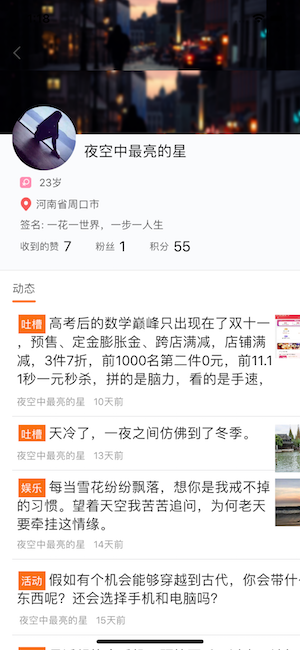 夜空中最亮的星
23岁
河南省周口市
签名: 一花一世界，一步一人生
收到的赞 7 粉丝 1 积分 55
动态
吐槽 高考后的数学巅峰只出现在了双十一
，预售、定金膨胀金、跨店满减，店铺满
减，3件7折，前1000名第二件0元，前11.1
1秒一元秒杀，拼的是脑力，看的是手速，
夜空中最亮的星 10天前
吐槽 天冷了，一夜之间仿佛到了冬季。
夜空中最亮的星 13天前
娱乐 每当雪花纷纷飘落，想你是我戒不掉
的习惯。望着天空我苦苦追问，为何老天
要牵挂这情缘。
夜空中最亮的星 14天前
活动 假如有个机会能够穿越到古代，你会带什
东西呢？还会选择手机和电脑吗？
夜空中最亮的星 15天前